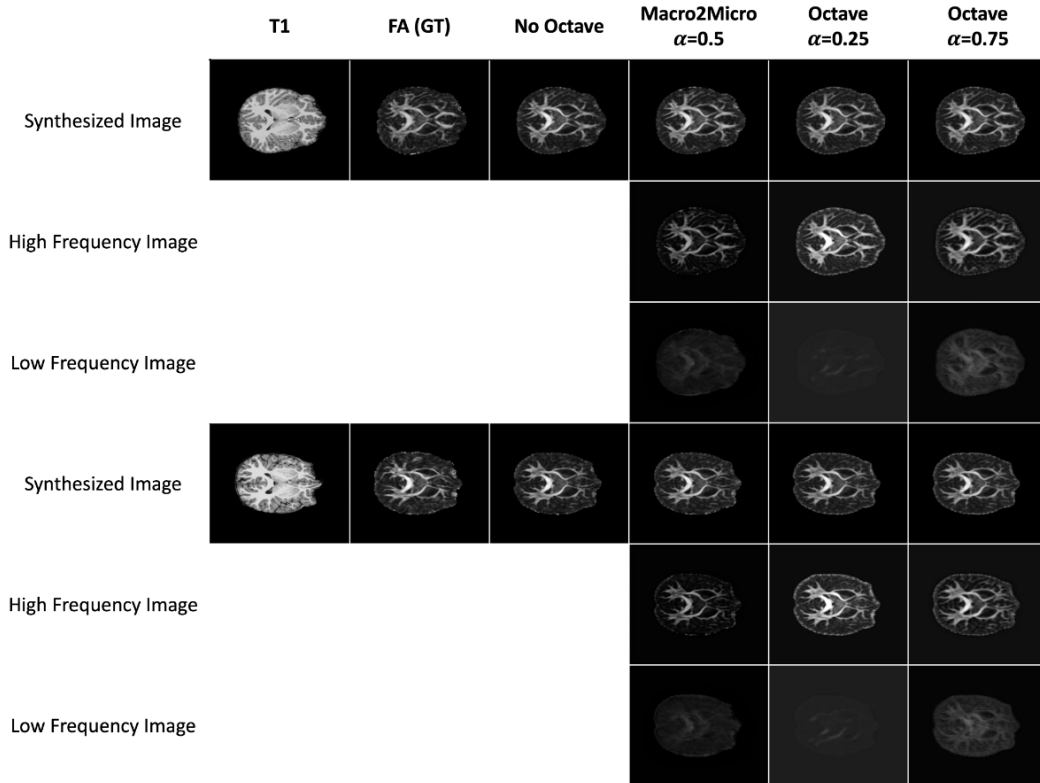 T1 FA (GT) No Octave Macro2Micro Octave Octave
α=0.5 α=0.25 α=0.75
Synthesized Image
High Frequency Image
Low Frequency Image
Synthesized Image
High Frequency Image
Low Frequency Image